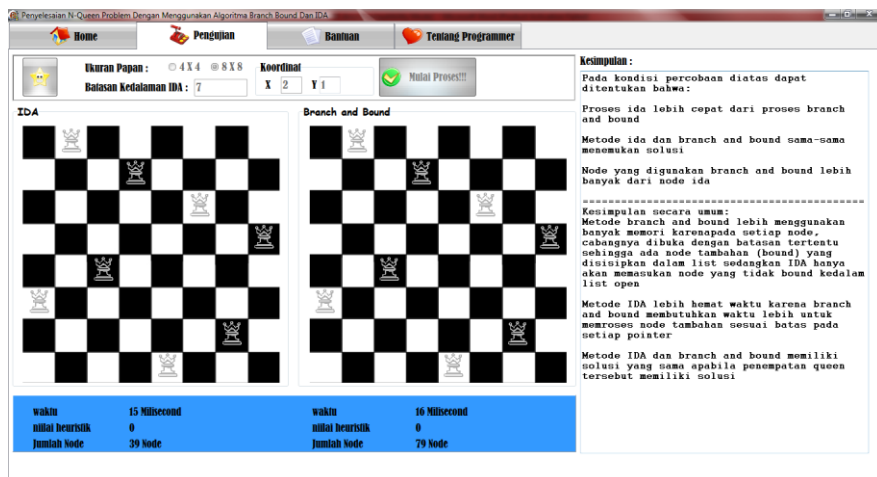 Penyelesaian N-Queen Problem Dengan Menggunakan Algoritma Branch Bound Dan IDA
Home
Pengujian
Bantuan
Tentang Programmer
Ukuran Papan :
4 X 4
8 X 8
Batasan Kedalaman IDA :
7
Koordinat
X
2
Y
1
Mulai Proses!!!
IDA
Branch and Bound
waktu
15 Milisecond
niilai heuristik
0
Jumlah Node
39 Node
waktu
16 Milisecond
niilai heuristik
0
Jumlah Node
79 Node
Kesimpulan :
Pada kondisi percobaan diatas dapat
ditentukan bahwa:
Proses ida lebih cepat dari proses branch
and bound
Metode ida dan branch and bound sama-sama
menemukan solusi
Node yang digunakan branch and bound lebih
banyak dari node ida
=============================================
Kesimpulan secara umum:
Metode branch and bound lebih menggunakan
banyak memori karenapada setiap node,
cabangnya dibuka dengan batasan tertentu
sehingga ada node tambahan (bound) yang
disisipkan dalam list sedangkan IDA hanya
akan memasukan node yang tidak bound kedalam
list open
Metode IDA lebih hemat waktu karena branch
and bound membutuhkan waktu lebih untuk
memroses node tambahan sesuai batas pada
setiap pointer
Metode IDA dan branch and bound memiliki
solusi yang sama apabila penempatan queen
tersebut memiliki solusi